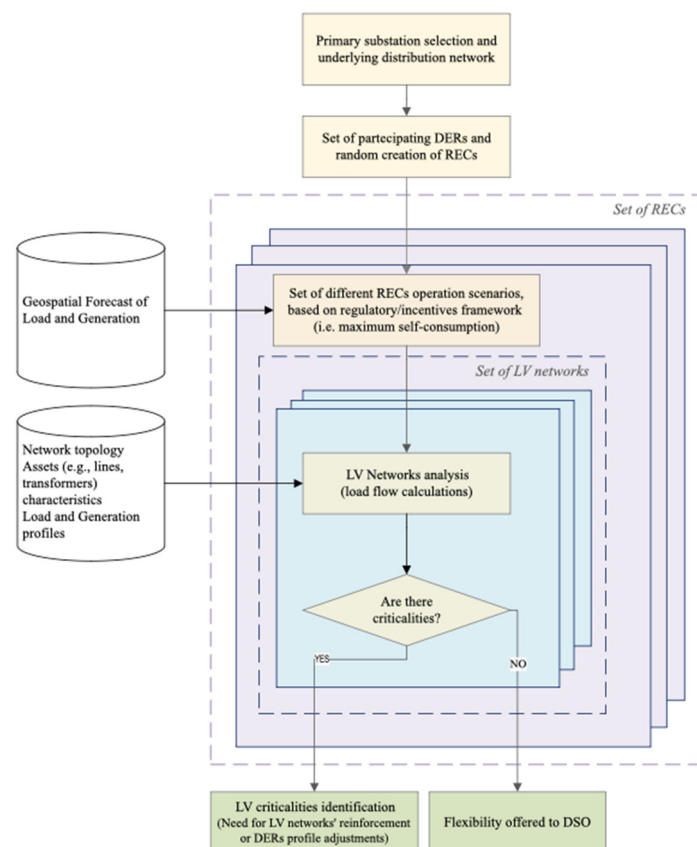 Primary substation selection and
underlying distribution network
Set of partecipating DERs and
random creation of RECs
Set of RECs
Geospatial Forecast of
Load and Generation
Set of different RECs operation scenarios,
based on regulatory/incentives framework
(i.e. maximum self-consumption)
Set of LV networks
Network topology
Assets (e.g., lines,
transformers)
characteristics
Load and Generation
profiles
LV Networks analysis
(load flow calculations)
Are there
criticalities?
YES
NO
LV criticalities identification
(Need for LV networks' reinforcement
or DERs profile adjustments)
Flexibility offered to DSO